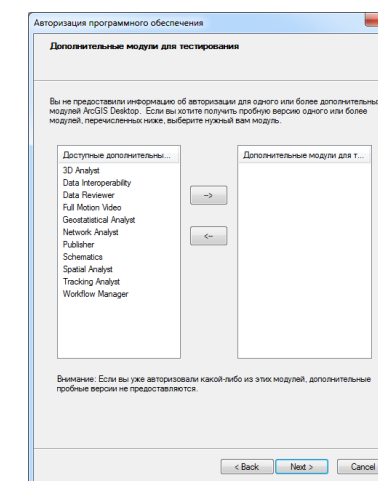 Авторизация программного обеспечения
Дополнительные модули для тестирования
Вы не предоставили информацию об авторизации для одного или более дополнительных
модулей ArcGIS Desktop. Если вы хотите получить пробную версию одного или более
модулей, перечисленных ниже, выберите нужный вам модуль.
Доступные дополнительны...
Дополнительные модули для т...
3D Analyst
Data Interoperability
Data Reviewer
Full Motion Video
Geostatistical Analyst
Network Analyst
Publisher
Schematics
Spatial Analyst
Tracking Analyst
Workflow Manager
-->
<--
Внимание: Если вы уже авторизовали какой-либо из этих модулей, дополнительные
пробные версии не предоставляются.
< Back
Next >
Cancel